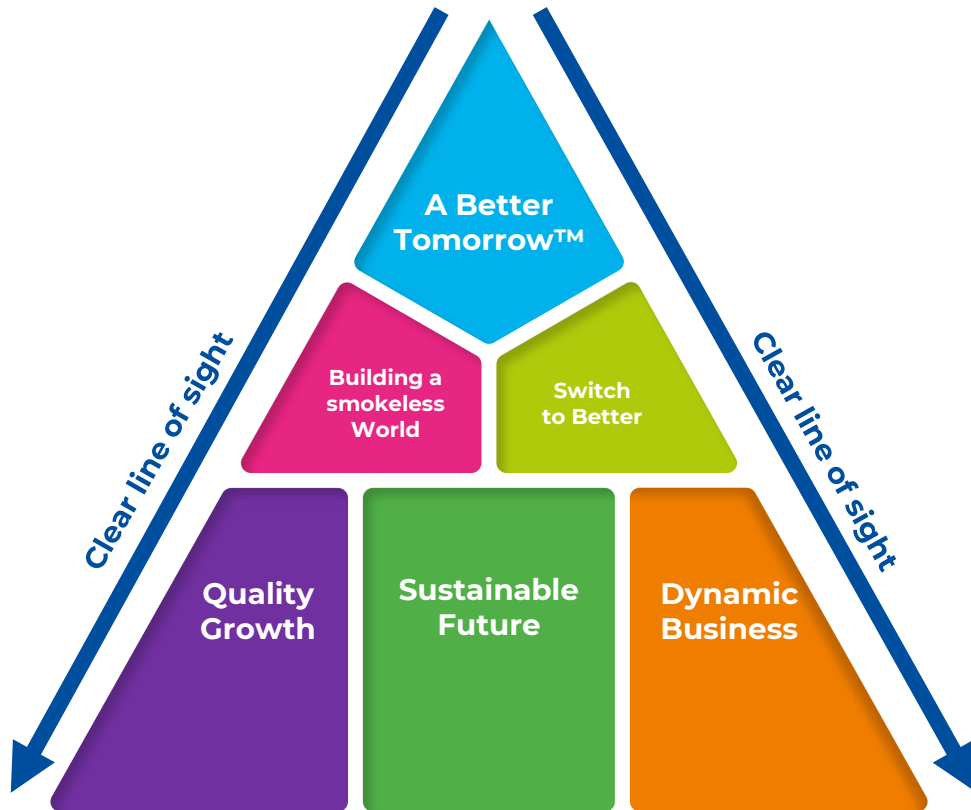 A Better
Tomorrow™
Building a
smokeless
World
Switch
to Better
Clear line of sight
Clear line of sight
Quality
Growth
Sustainable
Future
Dynamic
Business